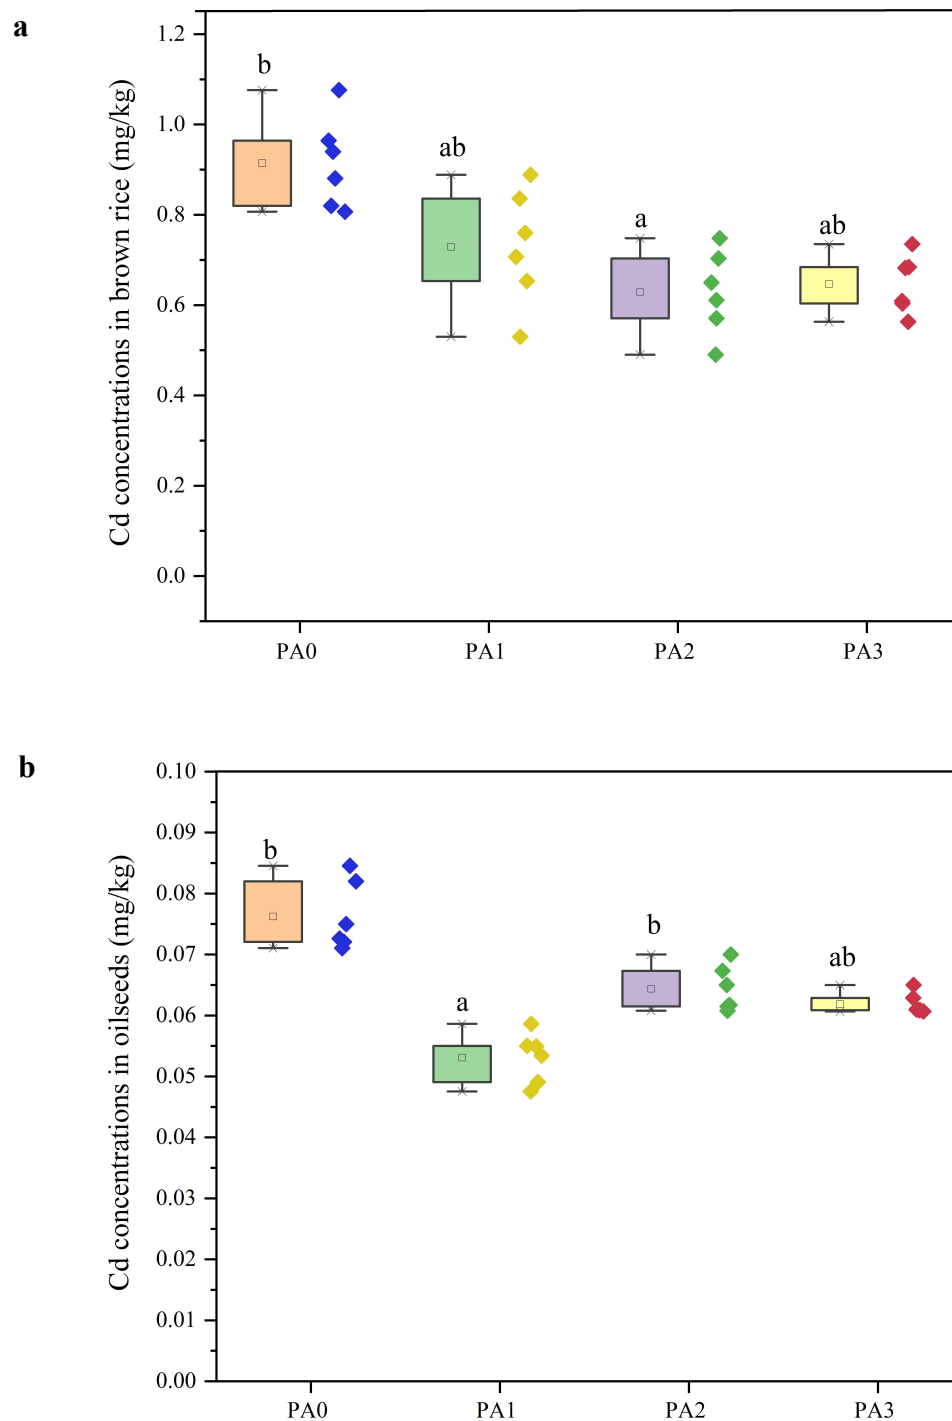 a
Cd concentrations in brown rice (mg/kg)
1.2
1.0
0.8
0.6
0.4
0.2
0.0
b
ab
a
ab
PA0 PA1 PA2 PA3
b
Cd concentrations in oilseeds (mg/kg)
0.10
0.09
0.08
0.07
0.06
0.05
0.04
0.03
0.02
0.01
0.00
b
a
b
ab
PA0 PA1 PA2 PA3